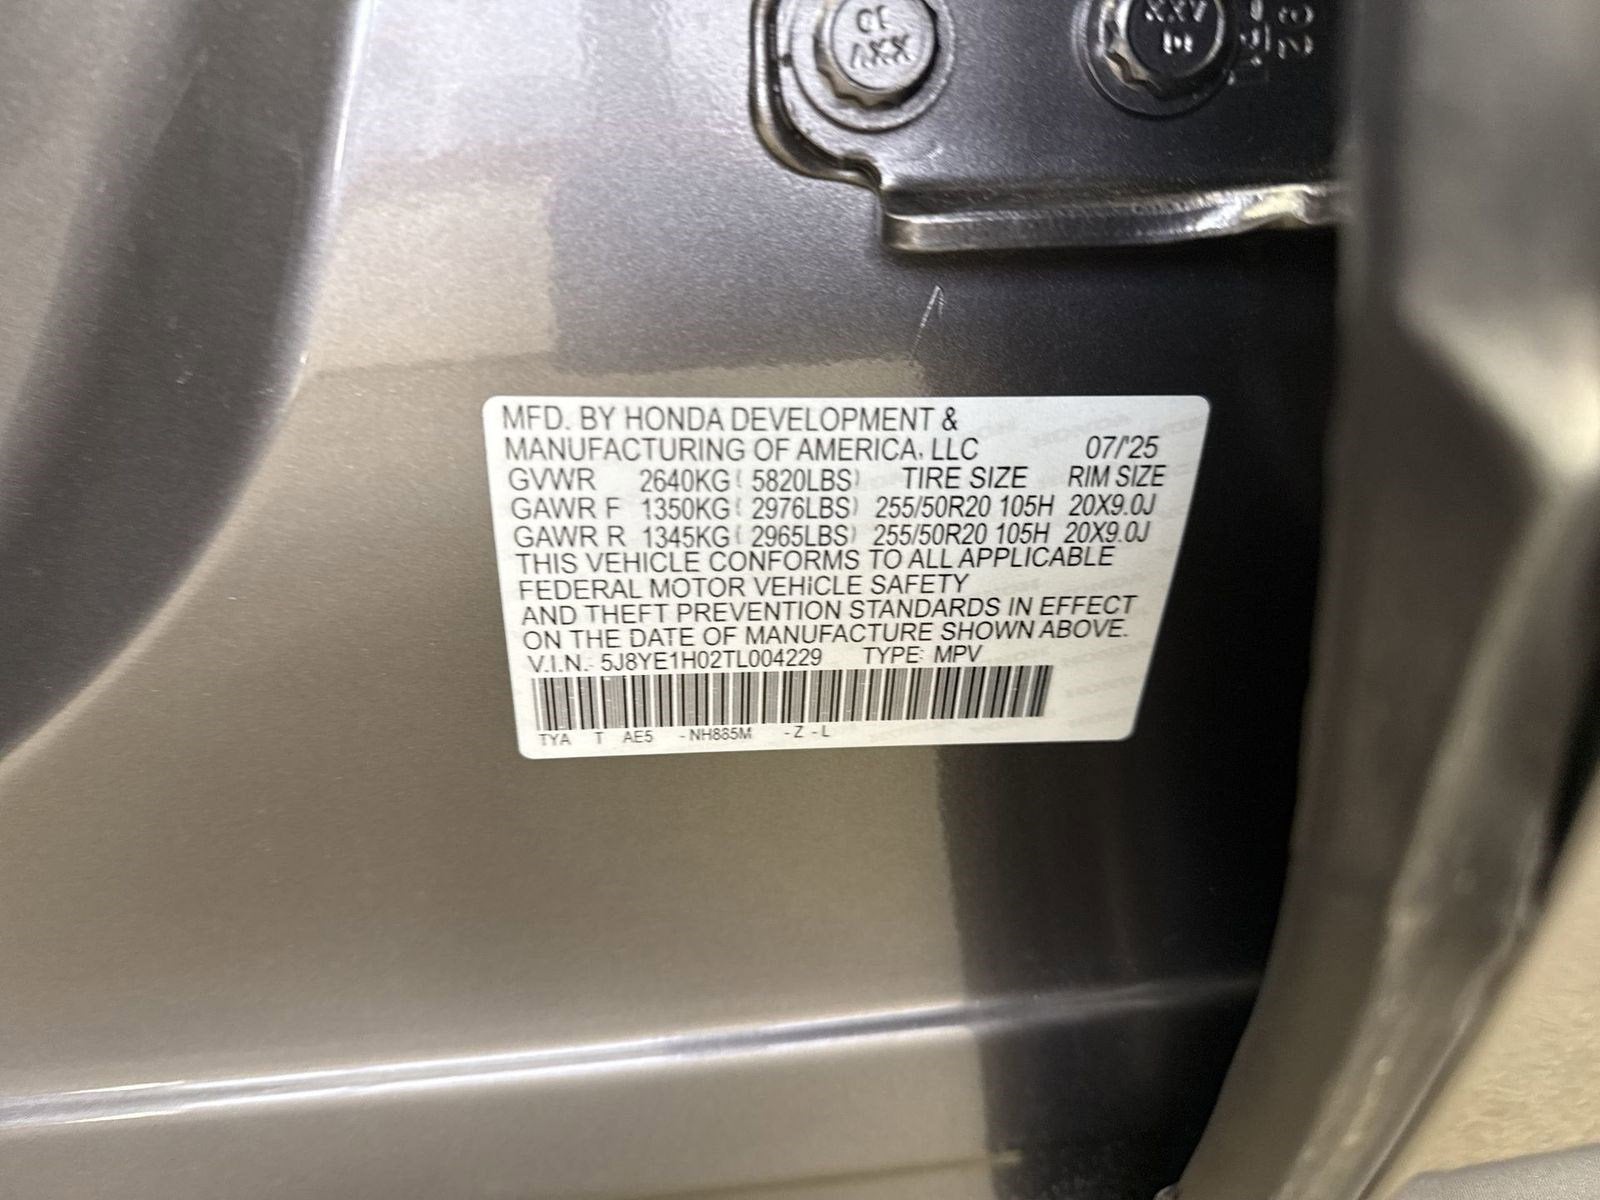 MFD. BY HONDA DEVELOPMENT &
MANUFACTURING OF AMERICA, LLC 07/'25
GVWR 2640KG ( 5820LBS) TIRE SIZE RIM SIZE
GAWR F 1350KG ( 2976LBS) 255/50R20 105H 20X9.0J
GAWR R 1345KG ( 2965LBS) 255/50R20 105H 20X9.0J
THIS VEHICLE CONFORMS TO ALL APPLICABLE
FEDERAL MOTOR VEHICLE SAFETY
AND THEFT PREVENTION STANDARDS IN EFFECT
ON THE DATE OF MANUFACTURE SHOWN ABOVE.
V.I.N.: 5J8YE1H02TL004229 TYPE: MPV
TYA T AE5 -NH885M -Z -L